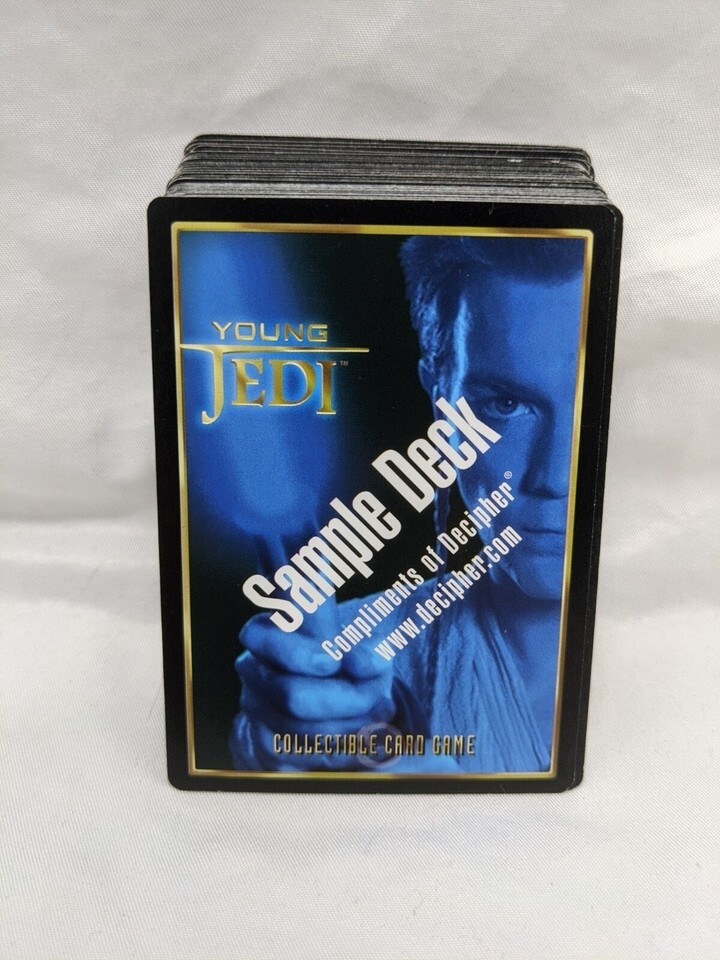 YOUNG
JEDI™
Sample Deck
Compliments of Decipher®
www.decipher.com
COLLECTIBLE CARD GAME